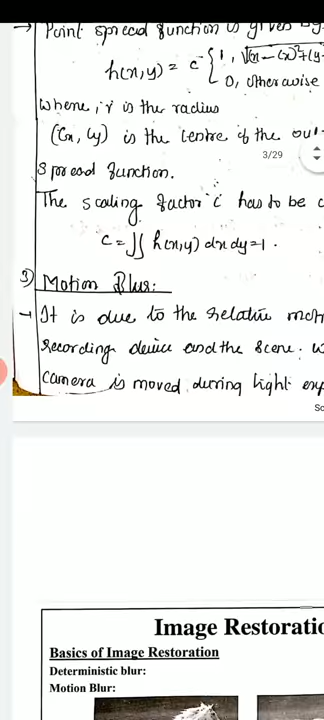 → Point spread function is given by
h(x,y) = c { 1, √(x-Cx)²+(y-
0, otherwise
where, r is the radius
(Cx, Cy) is the centre of the out-
3/29
spread function.
The scaling factor c has to be c
c = ∬ h(x,y) dx dy = 1.
3) Motion Blur:
→ It is due to the relative mot
recording device and the scene. W
camera is moved during light exp
Sc
Image Restoratio
Basics of Image Restoration
Deterministic blur:
Motion Blur: